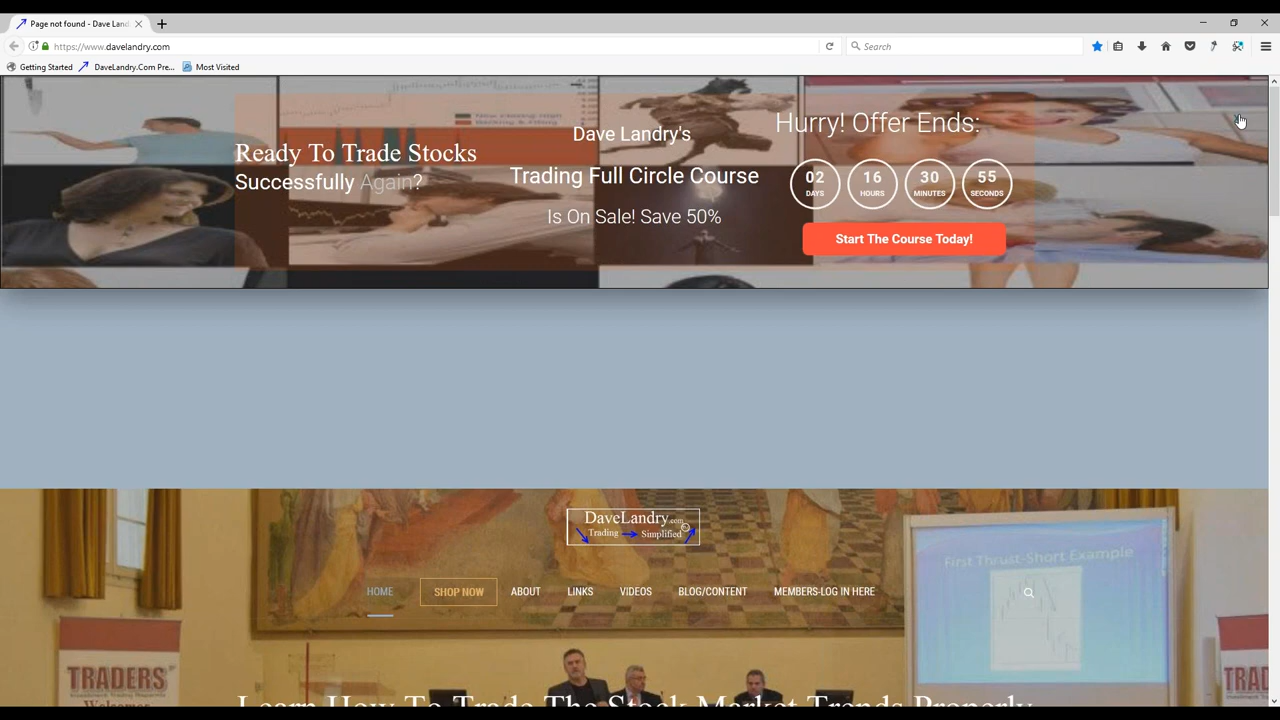 Page not found - Dave Land
https://www.davelandry.com
Search
Getting Started
DaveLandry.Com Pre...
Most Visited
Ready To Trade Stocks
Successfully Again?
Dave Landry's
Trading Full Circle Course
Is On Sale! Save 50%
Hurry! Offer Ends:
02 16 30 55
DAYS HOURS MINUTES SECONDS
Start The Course Today!
DaveLandry.com
Trading Simplified
First Thrust-Short Example
HOME SHOP NOW ABOUT LINKS VIDEOS BLOG/CONTENT MEMBERS-LOG IN HERE
TRADERS'
Welcome
TRAD
Learn How To Trade The Stock Market Trends Properly